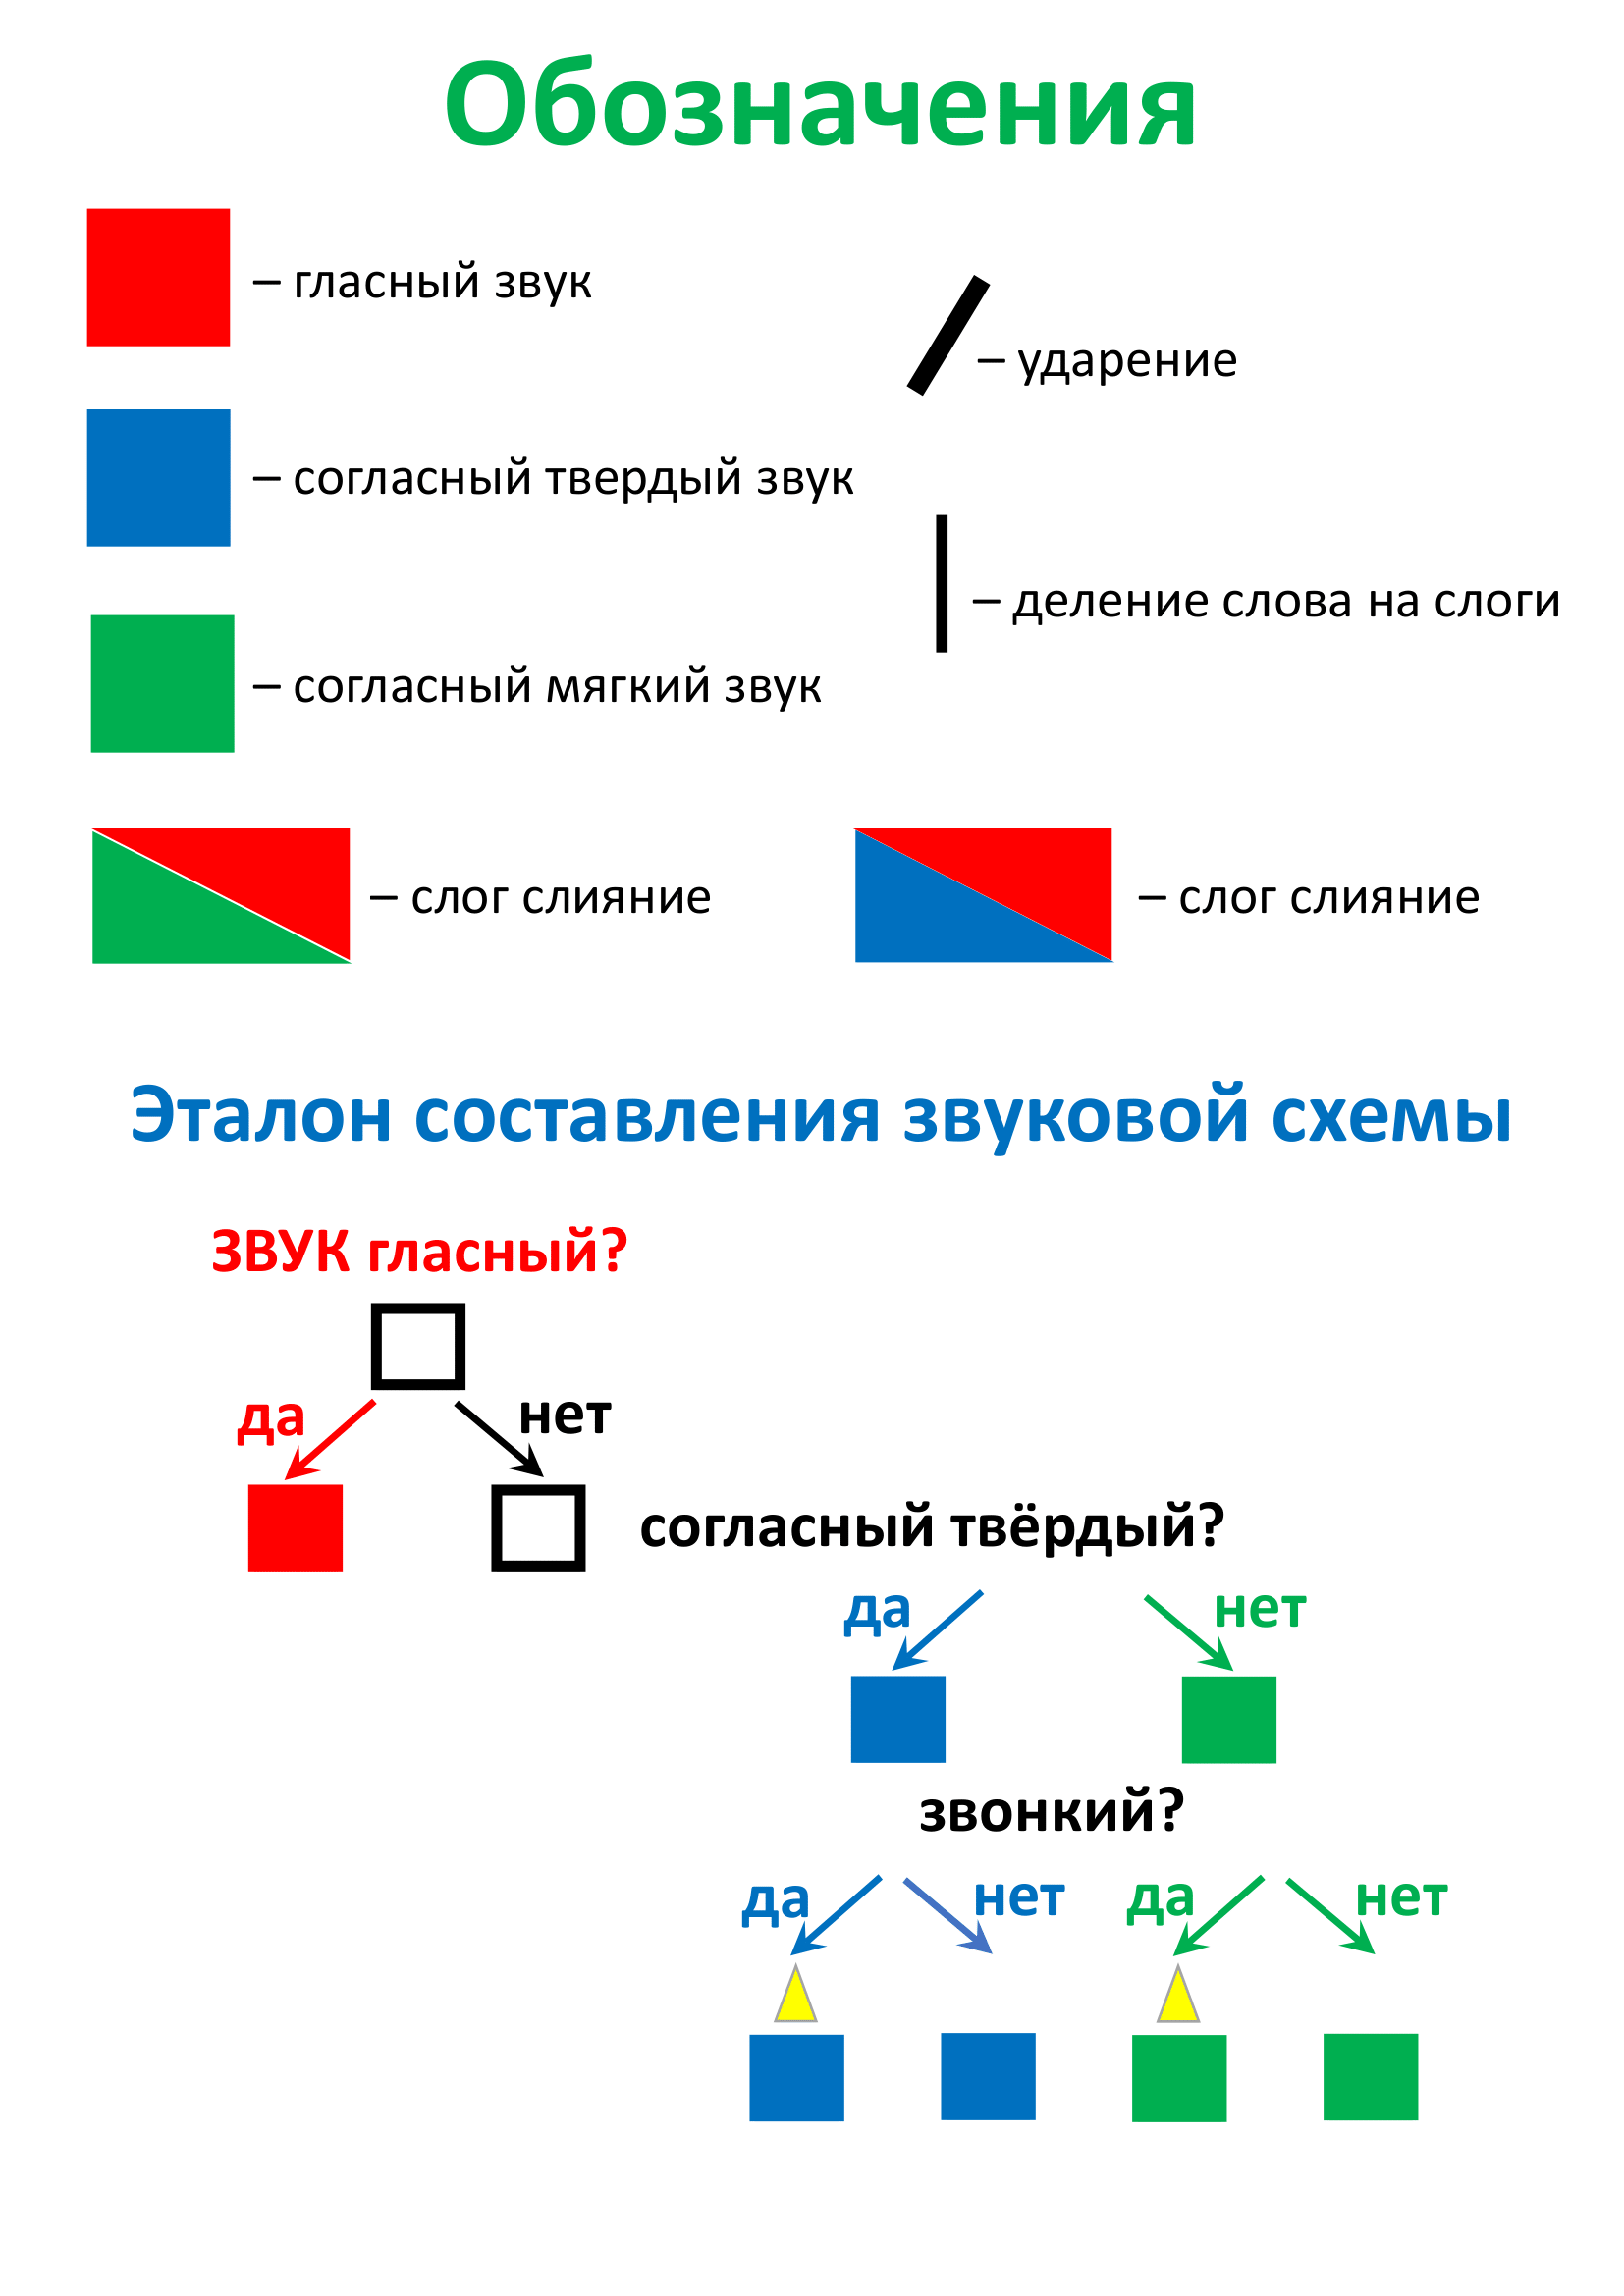 Обозначения
– гласный звук
– ударение
– согласный твердый звук
– деление слова на слоги
– согласный мягкий звук
– слог слияние
– слог слияние
Эталон составления звуковой схемы
ЗВУК гласный?
да
нет
согласный твёрдый?
да
нет
звонкий?
да
нет
да
нет